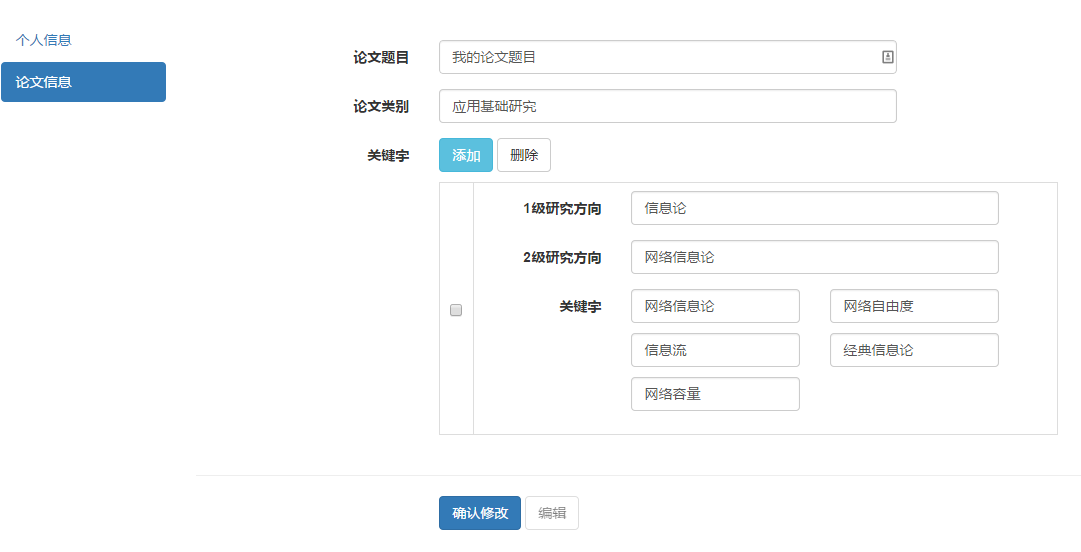 个人信息
论文信息
论文题目 我的论文题目
论文类别 应用基础研究
关键字 添加 删除
1级研究方向 信息论
2级研究方向 网络信息论
关键字 网络信息论 网络自由度
信息流 经典信息论
网络容量
确认修改 编辑